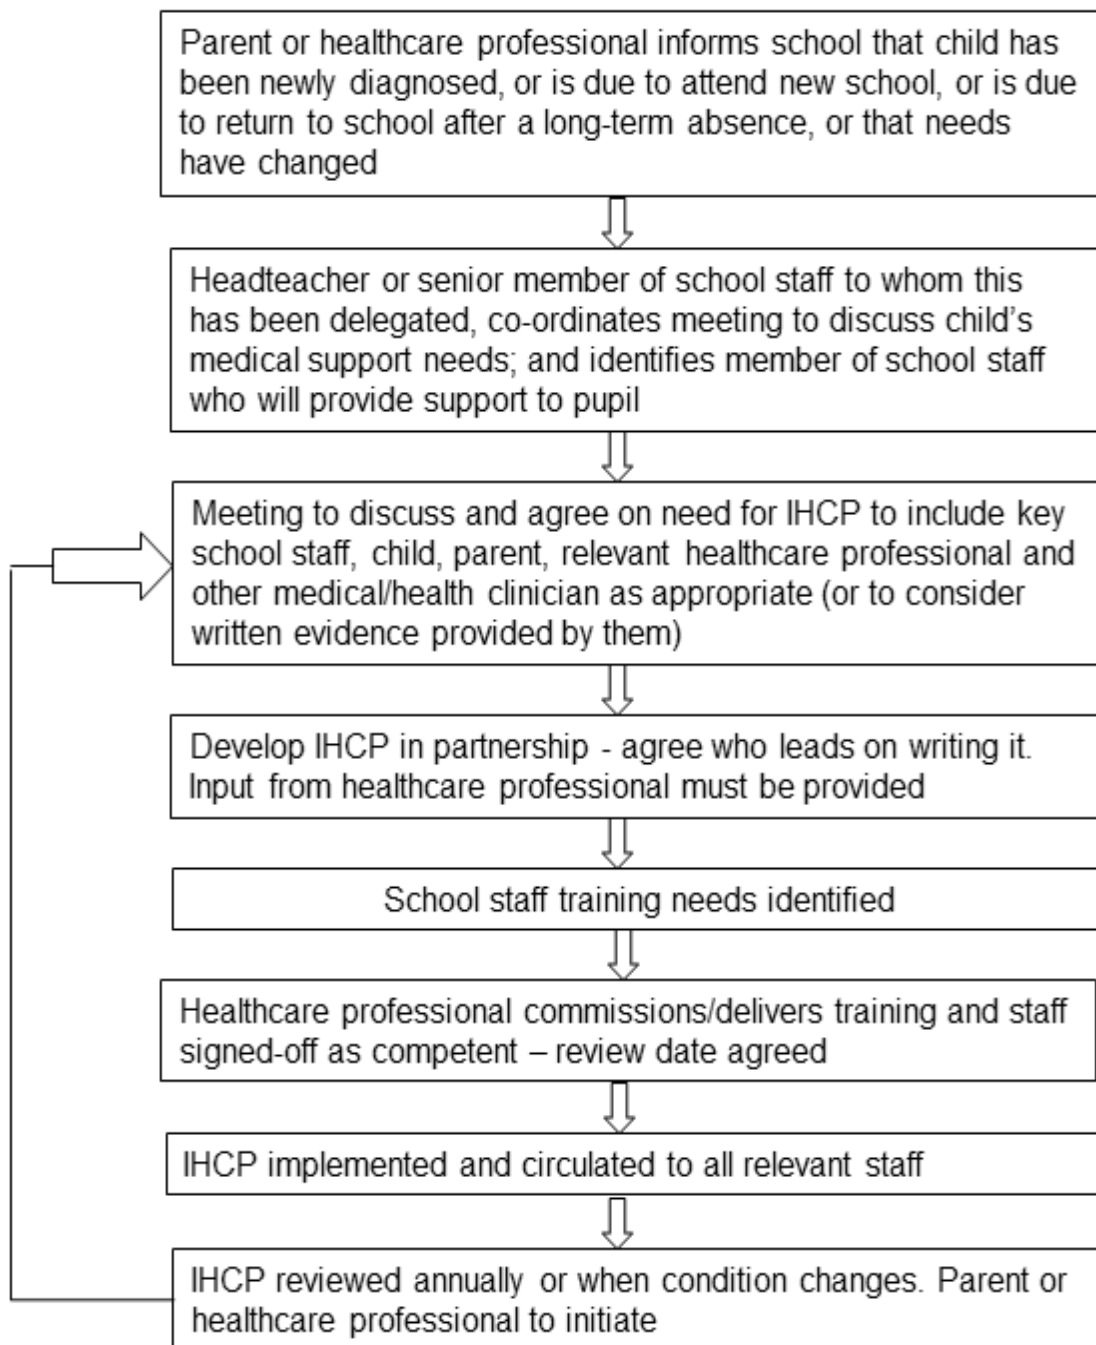 Parent or healthcare professional informs school that child has
been newly diagnosed, or is due to attend new school, or is due
to return to school after a long-term absence, or that needs
have changed
Headteacher or senior member of school staff to whom this
has been delegated, co-ordinates meeting to discuss child’s
medical support needs; and identifies member of school staff
who will provide support to pupil
Meeting to discuss and agree on need for IHCP to include key
school staff, child, parent, relevant healthcare professional and
other medical/health clinician as appropriate (or to consider
written evidence provided by them)
Develop IHCP in partnership - agree who leads on writing it.
Input from healthcare professional must be provided
School staff training needs identified
Healthcare professional commissions/delivers training and staff
signed-off as competent – review date agreed
IHCP implemented and circulated to all relevant staff
IHCP reviewed annually or when condition changes. Parent or
healthcare professional to initiate